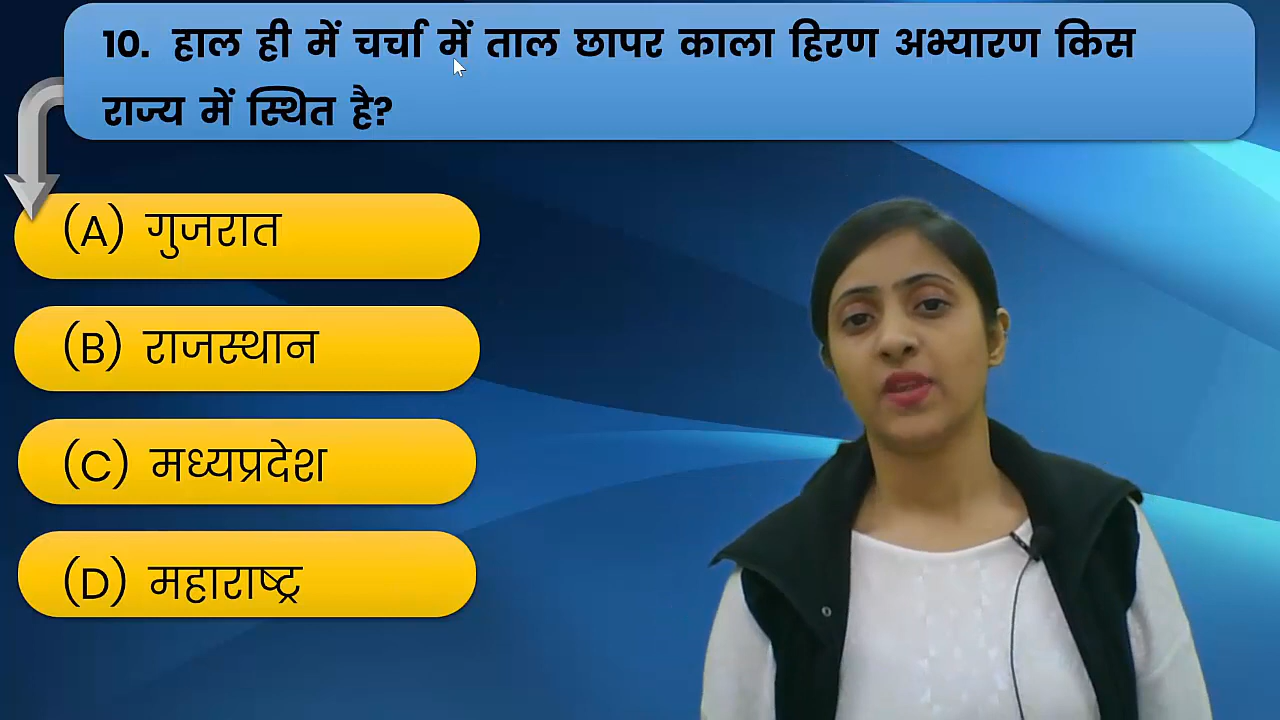 10. हाल ही में चर्चा में ताल छापर काला हिरण अभ्यारण किस
राज्य में स्थित है?
(A) गुजरात
(B) राजस्थान
(C) मध्यप्रदेश
(D) महाराष्ट्र